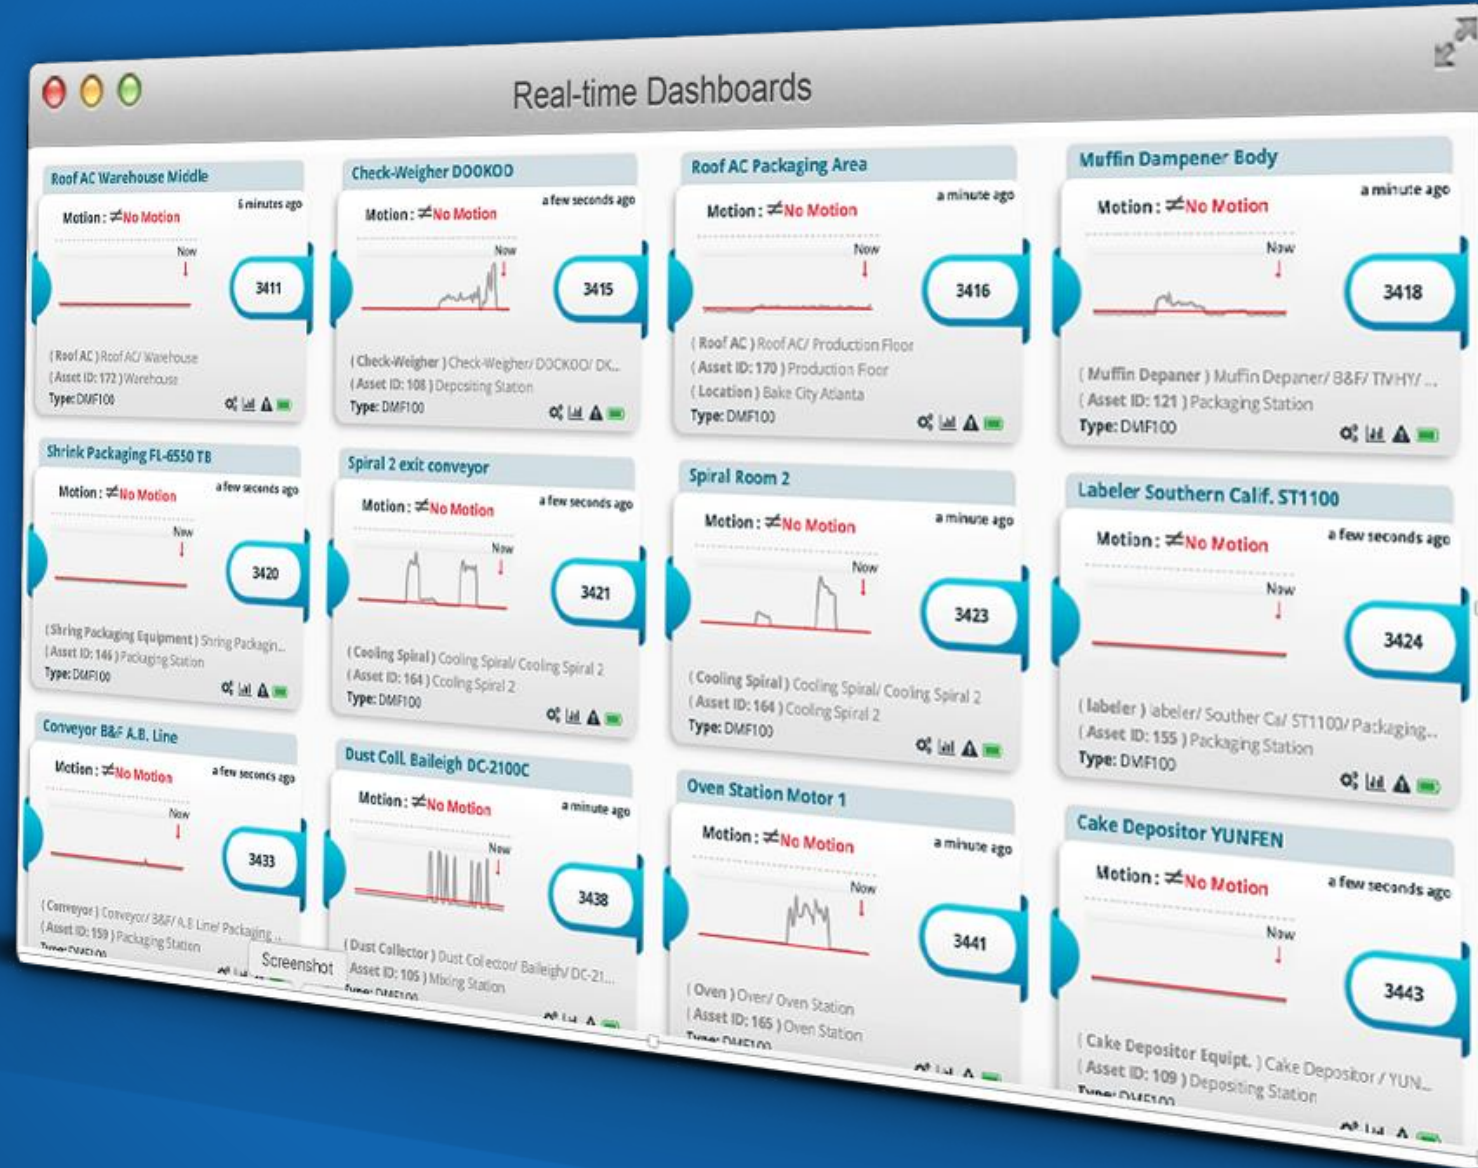 Real-time Dashboards
Roof AC Warehouse Middle
6 minutes ago
Motion: ≠No Motion
Now
3411
( Roof AC ) Roof AC/ Warehouse
( Asset ID: 172 ) Warehouse
Type: DMF100
Check-Weigher DOOKOO
a few seconds ago
Motion: ≠No Motion
Now
3415
( Check-Weigher ) Check-Weigher/ DOOKOO/ DK...
( Asset ID: 108 ) Depositing Station
Type: DMF100
Roof AC Packaging Area
a minute ago
Motion: ≠No Motion
Now
3416
( Roof AC ) Roof AC/ Production Floor
( Asset ID: 170 ) Production Floor
( Location ) Bake City Atlanta
Type: DMF100
Muffin Dampener Body
a minute ago
Motion: ≠No Motion
Now
3418
( Muffin Depaner ) Muffin Depaner/ B&F/ TMHY/ ...
( Asset ID: 121 ) Packaging Station
Type: DMF100
Shrink Packaging FL-6550 TB
a few seconds ago
Motion: ≠No Motion
Now
3420
( Shring Packaging Equipment ) Shring Packagin...
( Asset ID: 146 ) Packaging Station
Type: DMF100
Spiral 2 exit conveyor
a few seconds ago
Motion: ≠No Motion
Now
3421
( Cooling Spiral ) Cooling Spiral/ Cooling Spiral 2
( Asset ID: 164 ) Cooling Spiral 2
Type: DMF100
Spiral Room 2
a minute ago
Motion: ≠No Motion
Now
3423
( Cooling Spiral ) Cooling Spiral/ Cooling Spiral 2
( Asset ID: 164 ) Cooling Spiral 2
Type: DMF100
Labeler Southern Calif. ST1100
a few seconds ago
Motion: ≠No Motion
Now
3424
( labeler ) labeler/ Souther Ca/ ST1100/ Packaging...
( Asset ID: 155 ) Packaging Station
Type: DMF100
Conveyor B&F A.B. Line
a few seconds ago
Motion: ≠No Motion
Now
3433
( Conveyor ) Conveyor/ B&F/ A.B Line/ Packaging ...
( Asset ID: 159 ) Packaging Station
Type: DMF100
Dust Coll. Baileigh DC-2100C
a minute ago
Motion: ≠No Motion
Now
3438
( Dust Collector ) Dust Collector/ Baileigh/ DC-21...
Asset ID: 105 ) Mixing Station
Type: DMF100
Screenshot
Oven Station Motor 1
a minute ago
Motion: ≠No Motion
Now
3441
( Oven ) Oven/ Oven Station
( Asset ID: 165 ) Oven Station
Type: DMF100
Cake Depositor YUNFEN
a few seconds ago
Motion: ≠No Motion
Now
3443
( Cake Depositor Equipt. ) Cake Depositor / YUN...
( Asset ID: 109 ) Depositing Station
Type: DMF100